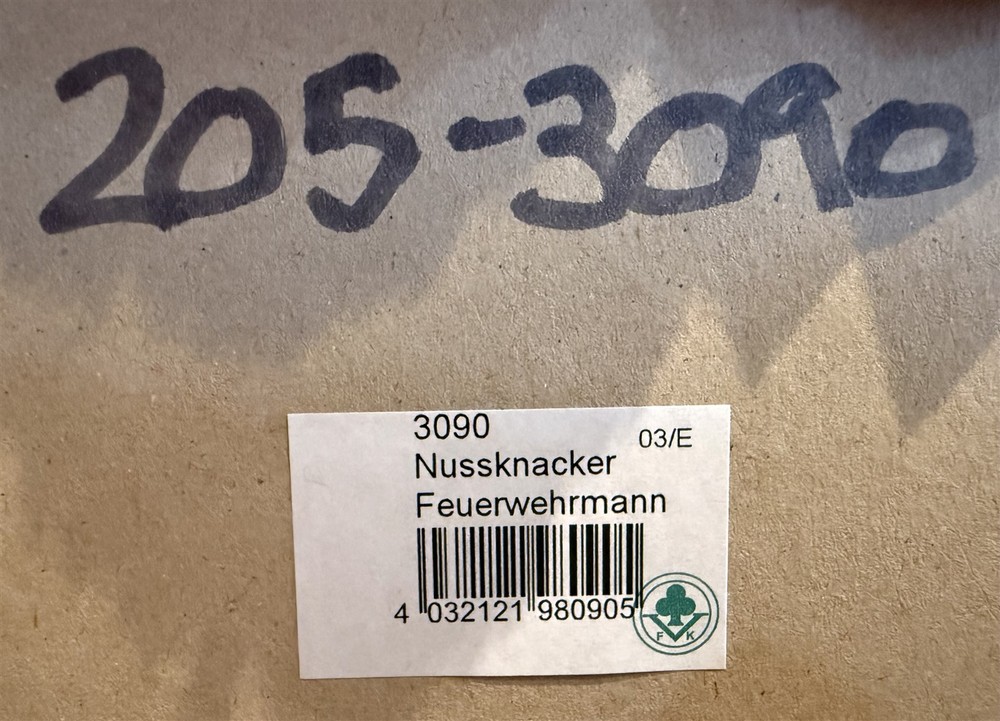 205-3090
3090
03/E
Nussknacker
Feuerwehrmann
4 032121 980905
F K